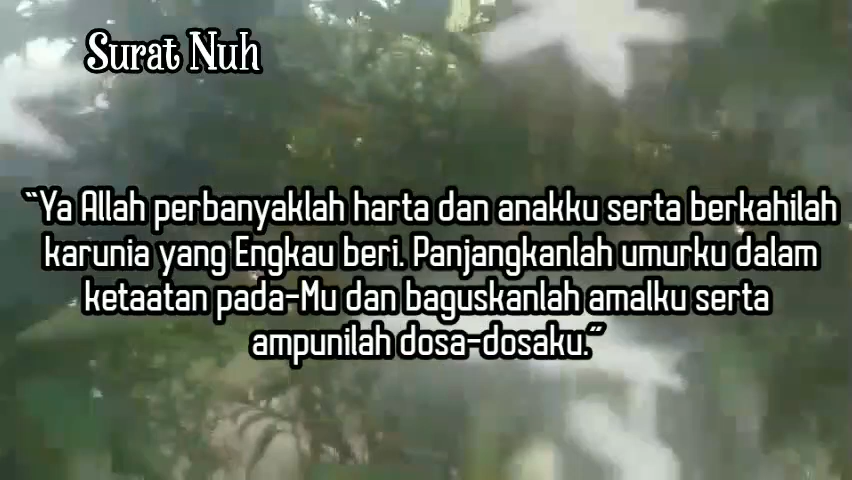 Surat Nuh
“Ya Allah perbanyaklah harta dan anakku serta berkahilah
karunia yang Engkau beri. Panjangkanlah umurku dalam
ketaatan pada-Mu dan baguskanlah amalku serta
ampunilah dosa-dosaku.”